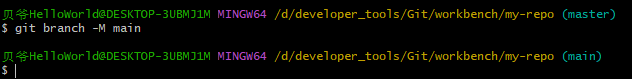 贝爷HelloWorld@DESKTOP-3UBMJ1M MINGW64 /d/developer_tools/Git/workbench/my-repo (master)
$ git branch -M main
贝爷HelloWorld@DESKTOP-3UBMJ1M MINGW64 /d/developer_tools/Git/workbench/my-repo (main)
$